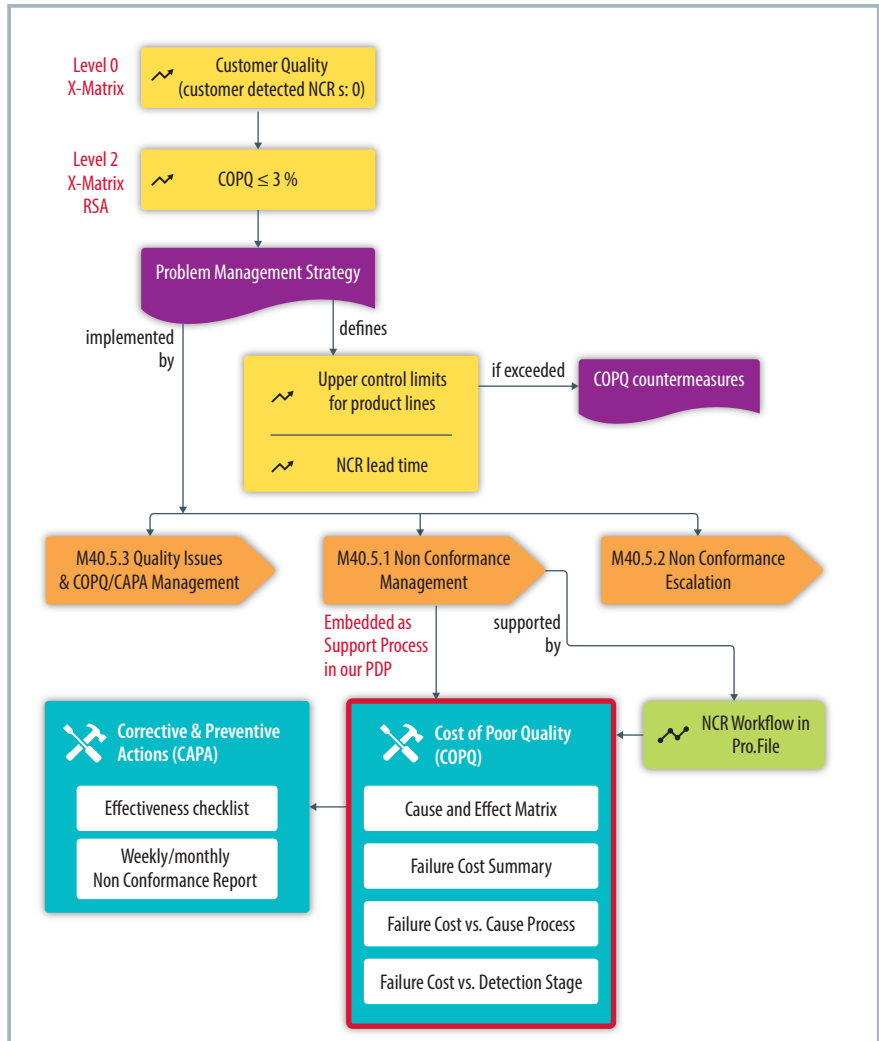 Level 0
X-Matrix
Customer Quality
(customer detected NCR s: 0)
Level 2
X-Matrix
RSA
COPQ ≤ 3 %
Problem Management Strategy
implemented
by
defines
Upper control limits
for product lines
if exceeded
COPQ countermeasures
NCR lead time
M40.5.3 Quality Issues
& COPQ/CAPA Management
M40.5.1 Non Conformance
Management
M40.5.2 Non Conformance
Escalation
Embedded as
Support Process
in our PDP
supported
by
Corrective & Preventive
Actions (CAPA)
Effectiveness checklist
Weekly/monthly
Non Conformance Report
Cost of Poor Quality
(COPQ)
Cause and Effect Matrix
Failure Cost Summary
Failure Cost vs. Cause Process
Failure Cost vs. Detection Stage
NCR Workflow in
Pro.File